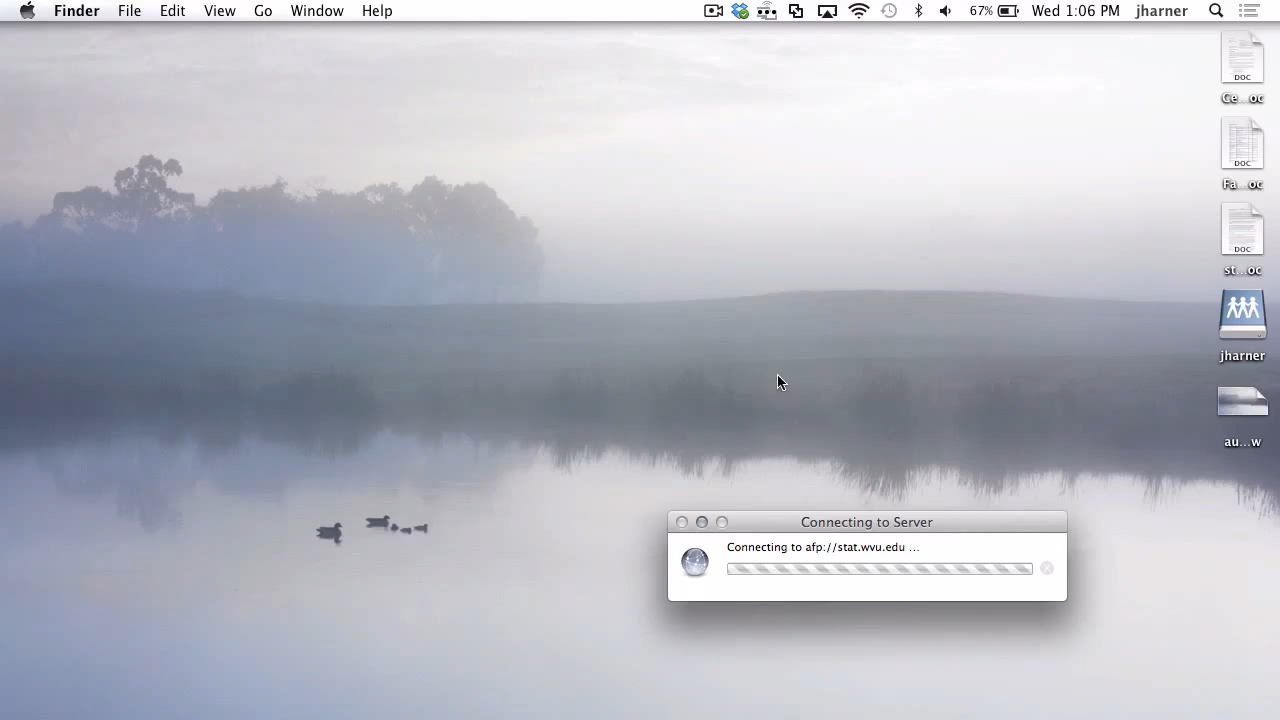 Finder File Edit View Go Window Help 67% Wed 1:06 PM jharner
DOC
Ce...oc
DOC
Fa...oc
DOC
st...oc
jharner
au...w
Connecting to Server
Connecting to afp://stat.wvu.edu ...